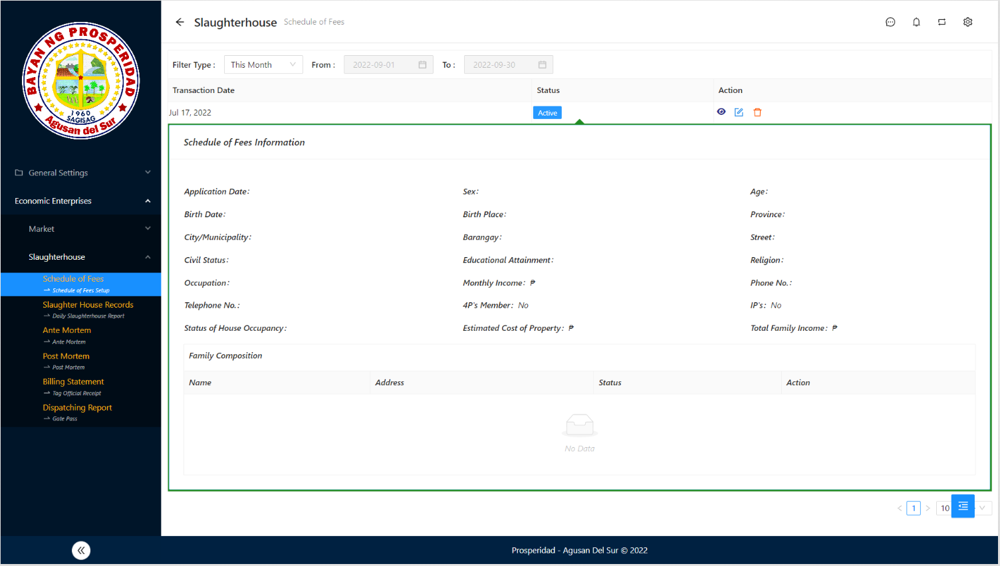 BAYAN NG PROSPERIDAD
1960
SAGISAG
Agusan del Sur
General Settings
Economic Enterprises
Market
Slaughterhouse
Schedule of Fees
Schedule of Fees Setup
Slaughter House Records
Daily Slaughterhouse Report
Ante Mortem
Ante Mortem
Post Mortem
Post Mortem
Billing Statement
Tag Official Receipt
Dispatching Report
Gate Pass
Slaughterhouse Schedule of Fees
Filter Type : This Month From : 2022-09-01 To : 2022-09-30
Transaction Date Status Action
Jul 17, 2022 Active
Schedule of Fees Information
Application Date: Sex: Age:
Birth Date: Birth Place: Province:
City/Municipality: Barangay: Street:
Civil Status: Educational Attainment: Religion:
Occupation: Monthly Income: ₱ Phone No.:
Telephone No.: 4P's Member: No IP's: No
Status of House Occupancy: Estimated Cost of Property: ₱ Total Family Income: ₱
Family Composition
Name Address Status Action
No Data
< 1 > 10
Prosperidad - Agusan Del Sur © 2022